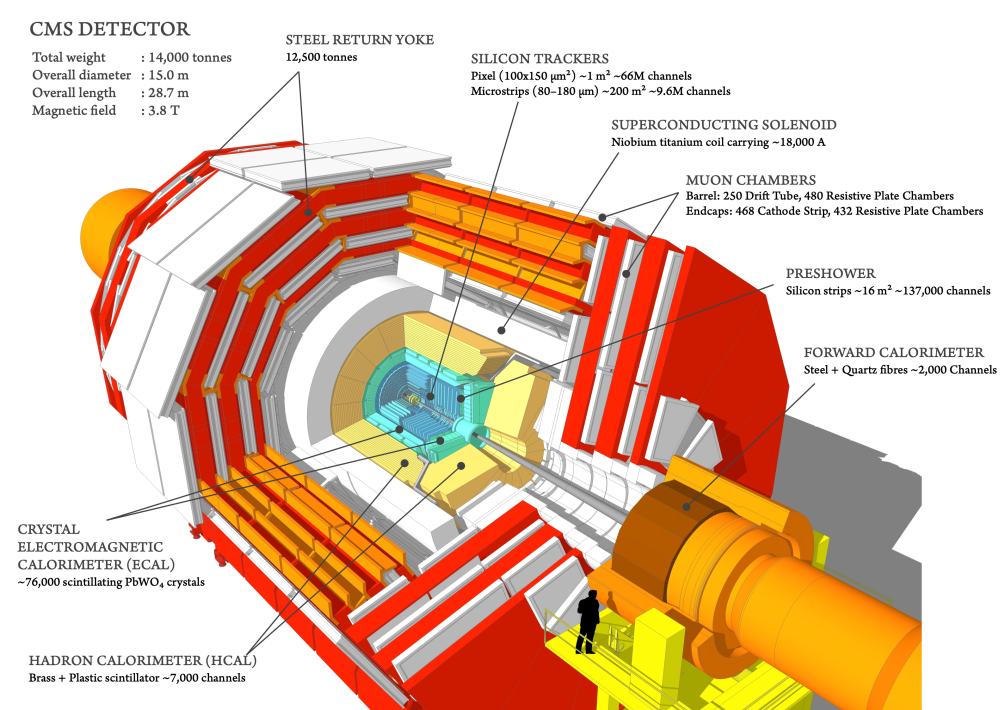 CMS DETECTOR
Total weight : 14,000 tonnes
Overall diameter : 15.0 m
Overall length : 28.7 m
Magnetic field : 3.8 T
STEEL RETURN YOKE
12,500 tonnes
SILICON TRACKERS
Pixel (100x150 μm²) ~1 m² ~66M channels
Microstrips (80–180 μm) ~200 m² ~9.6M channels
SUPERCONDUCTING SOLENOID
Niobium titanium coil carrying ~18,000 A
MUON CHAMBERS
Barrel: 250 Drift Tube, 480 Resistive Plate Chambers
Endcaps: 468 Cathode Strip, 432 Resistive Plate Chambers
PRESHOWER
Silicon strips ~16 m² ~137,000 channels
FORWARD CALORIMETER
Steel + Quartz fibres ~2,000 Channels
CRYSTAL
ELECTROMAGNETIC
CALORIMETER (ECAL)
~76,000 scintillating PbWO₄ crystals
HADRON CALORIMETER (HCAL)
Brass + Plastic scintillator ~7,000 channels